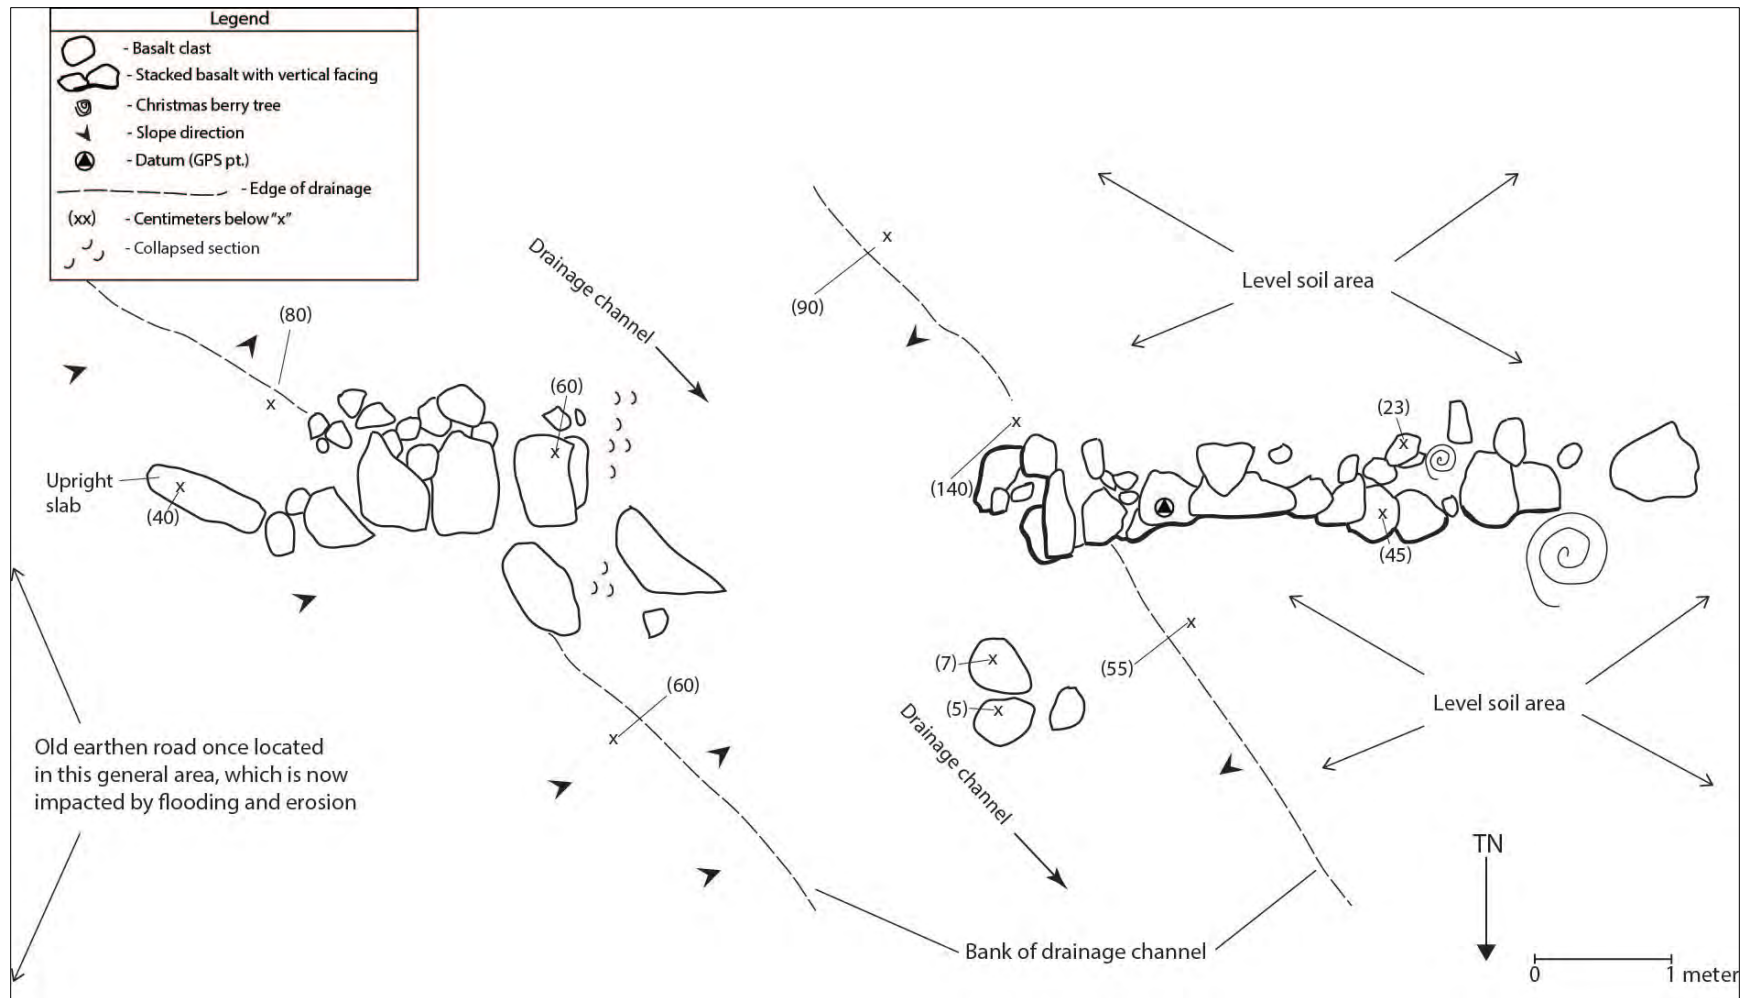 Legend
- Basalt clast
- Stacked basalt with vertical facing
- Christmas berry tree
- Slope direction
- Datum (GPS pt.)
- Edge of drainage
(xx) - Centimeters below "x"
- Collapsed section
Drainage channel
x
(90)
Level soil area
(80)
x
(60)
x
(23)
x
x
(140)
Upright
slab
x
(40)
x
(45)
x
(55)
(7)
x
(5)
x
(60)
x
Drainage channel
Level soil area
Old earthen road once located
in this general area, which is now
impacted by flooding and erosion
Bank of drainage channel
TN
0
1 meter